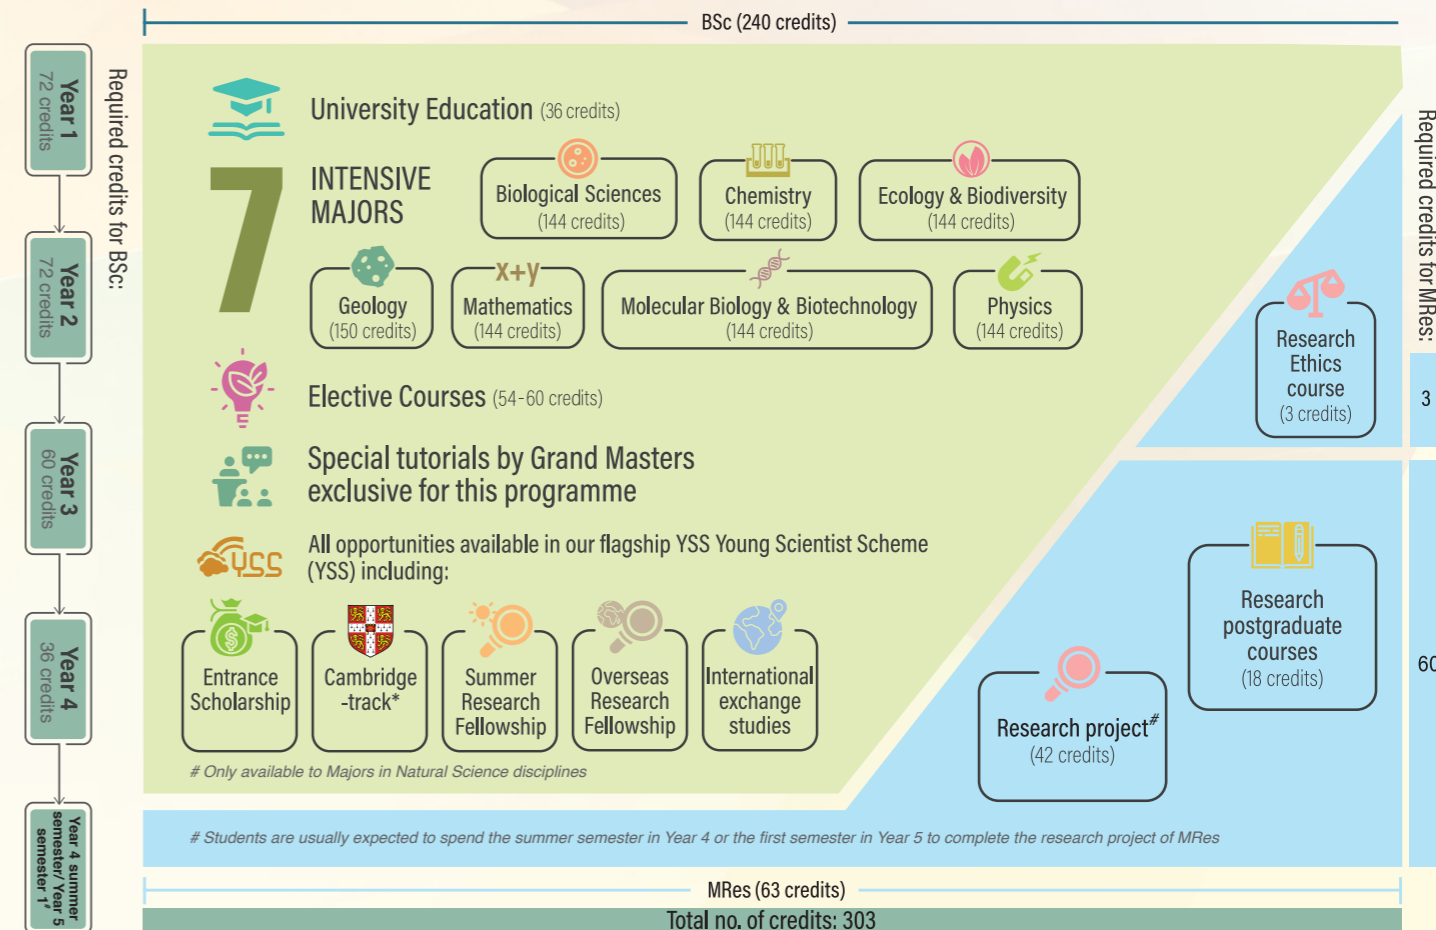 BSc (240 credits)
Required credits for BSc:
Year 1
72 credits
Year 2
72 credits
Year 3
60 credits
Year 4
36 credits
Year 4 summer
semester/ Year 5
semester 1#
University Education (36 credits)
7
INTENSIVE
MAJORS
Biological Sciences
(144 credits)
Chemistry
(144 credits)
Ecology & Biodiversity
(144 credits)
Geology
(150 credits)
x+y
Mathematics
(144 credits)
Molecular Biology & Biotechnology
(144 credits)
Physics
(144 credits)
Elective Courses (54-60 credits)
Special tutorials by Grand Masters
exclusive for this programme
YSS
All opportunities available in our flagship YSS Young Scientist Scheme
(YSS) including:
$
Entrance
Scholarship
Cambridge
-track*
Summer
Research
Fellowship
Overseas
Research
Fellowship
International
exchange
studies
# Only available to Majors in Natural Science disciplines
Required credits for MRes:
Research
Ethics
course
(3 credits)
3
Research
postgraduate
courses
(18 credits)
Research project#
(42 credits)
60
# Students are usually expected to spend the summer semester in Year 4 or the first semester in Year 5 to complete the research project of MRes
MRes (63 credits)
Total no. of credits: 303